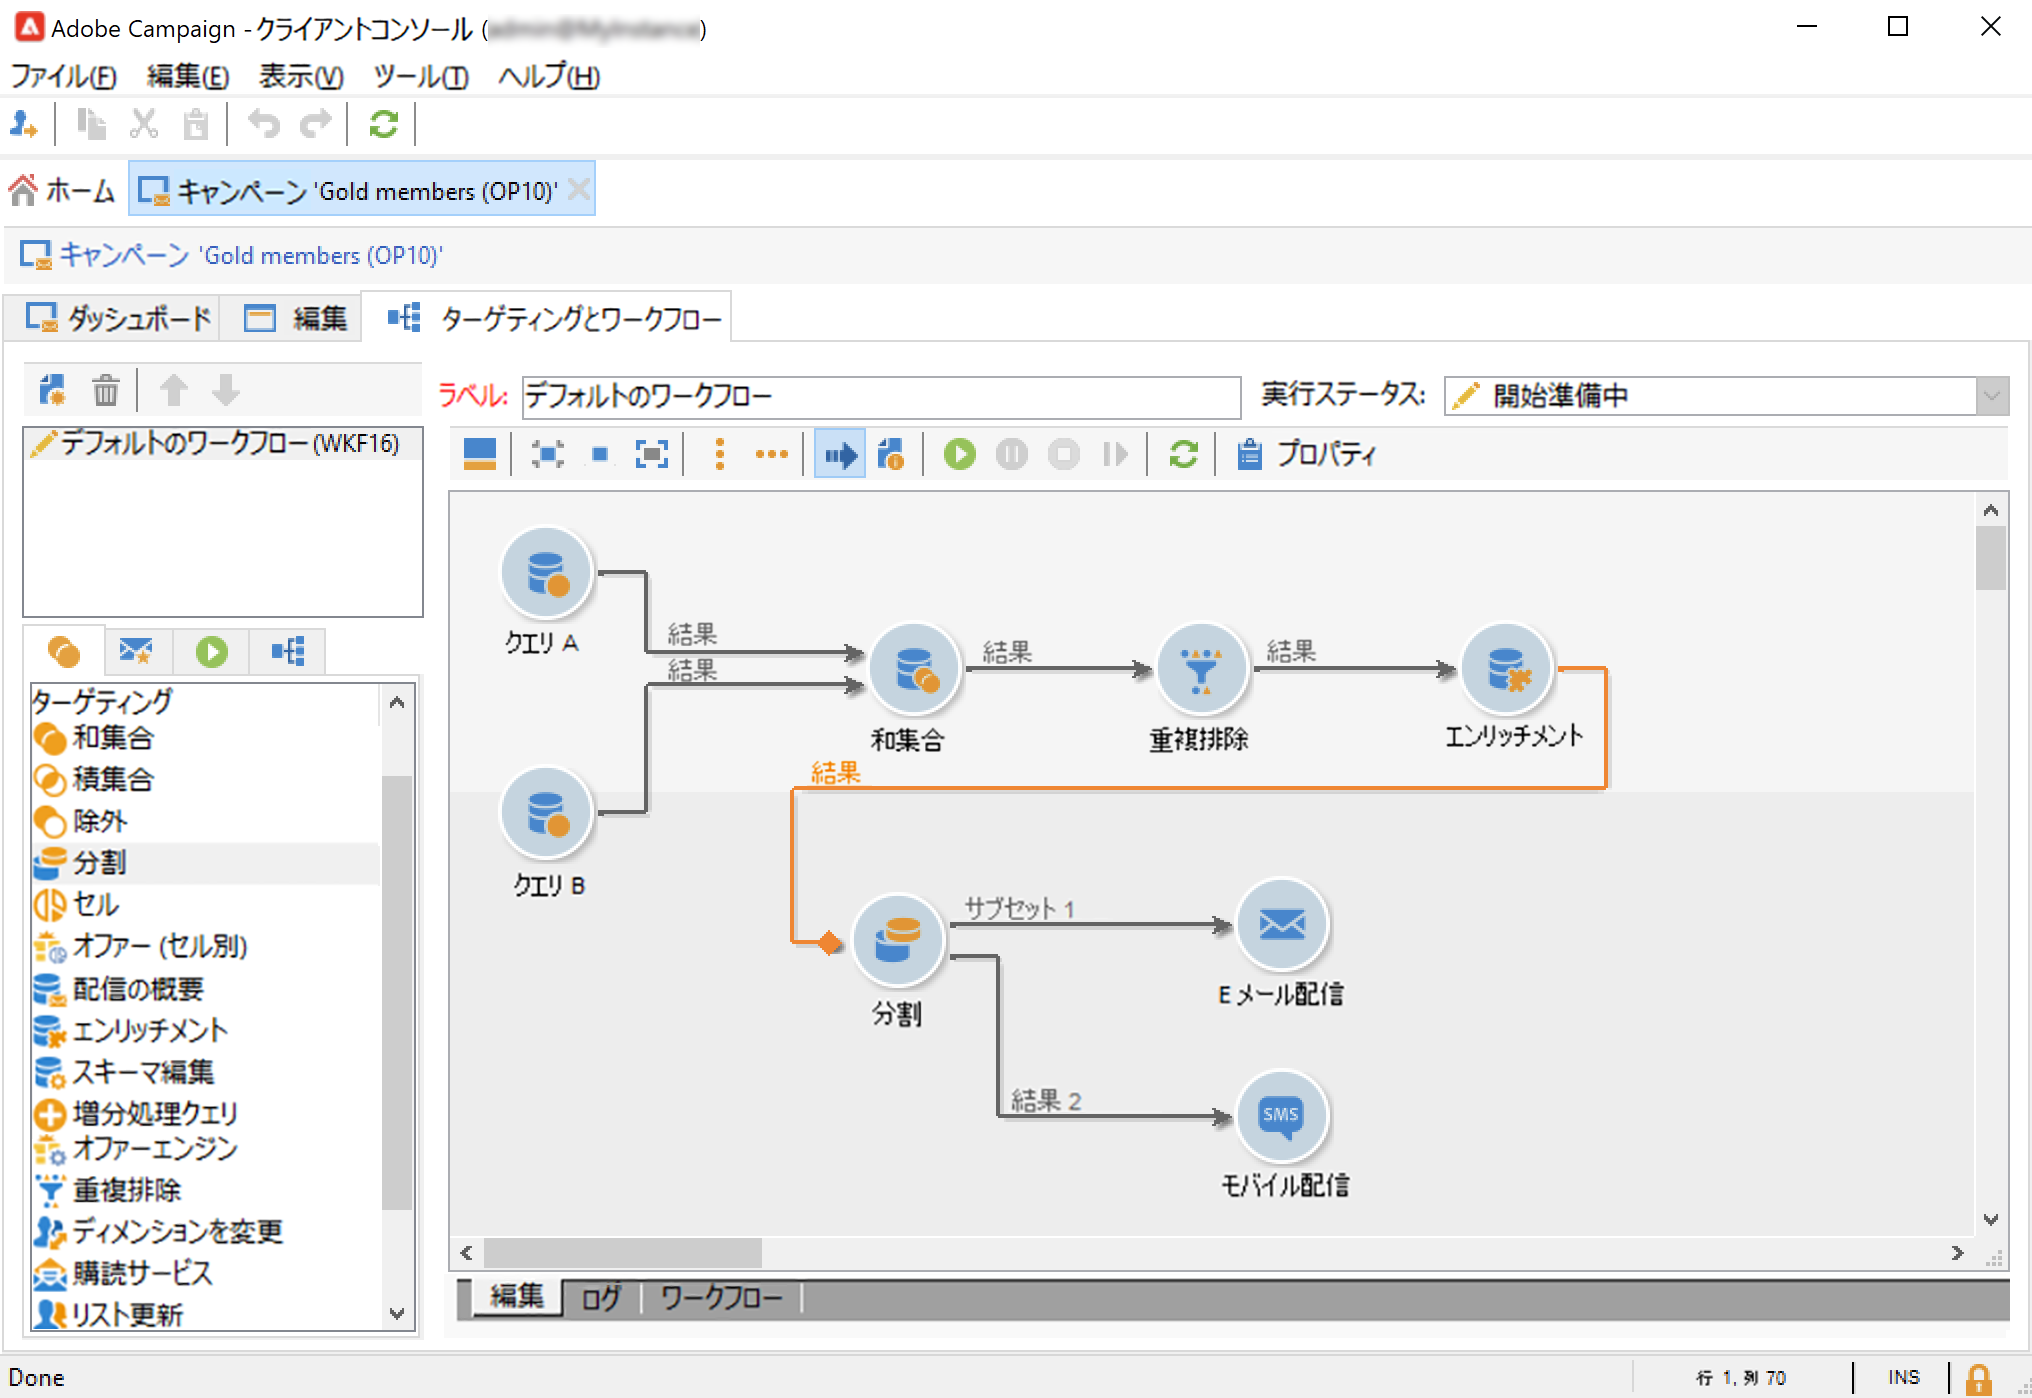 Adobe Campaign - クライアントコンソール ( )
ファイル(F) 編集(E) 表示(V) ツール(T) ヘルプ(H)
ホーム キャンペーン 'Gold members (OP10)'
キャンペーン 'Gold members (OP10)'
ダッシュボード 編集 ターゲティングとワークフロー
ラベル: デフォルトのワークフロー 実行ステータス: 開始準備中
デフォルトのワークフロー (WKF16)
プロパティ
クエリ A
結果
結果
結果
結果
和集合
重複排除
エンリッチメント
結果
クエリ B
サブセット 1
分割
E メール配信
結果 2
SMS
モバイル配信
ターゲティング
和集合
積集合
除外
分割
セル
オファー (セル別)
配信の概要
エンリッチメント
スキーマ編集
増分処理クエリ
オファーエンジン
重複排除
ディメンションを変更
購読サービス
リスト更新
編集 ログ ワークフロー
Done 行 1, 列 70 INS